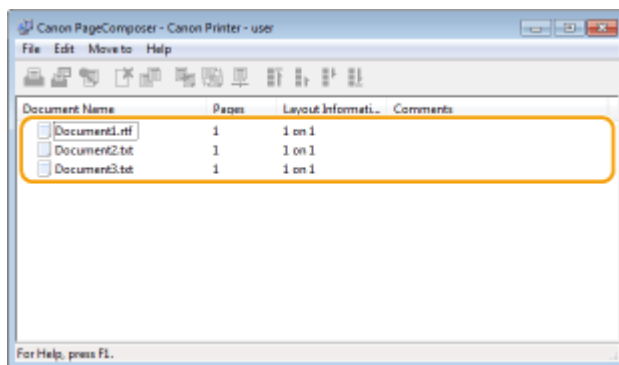 Canon PageComposer - Canon Printer - user
File Edit Move to Help
Document Name Pages Layout Informati... Comments
Document1.rtf 1 1 on 1
Document2.txt 1 1 on 1
Document3.txt 1 1 on 1
For Help, press F1.